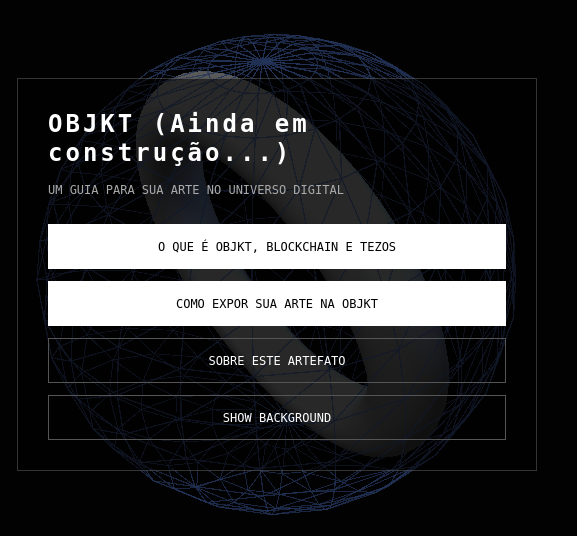 OBJKT (Ainda em
construção...)
UM GUIA PARA SUA ARTE NO UNIVERSO DIGITAL
O QUE É OBJKT, BLOCKCHAIN E TEZOS
COMO EXPOR SUA ARTE NA OBJKT
SOBRE ESTE ARTEFATO
SHOW BACKGROUND